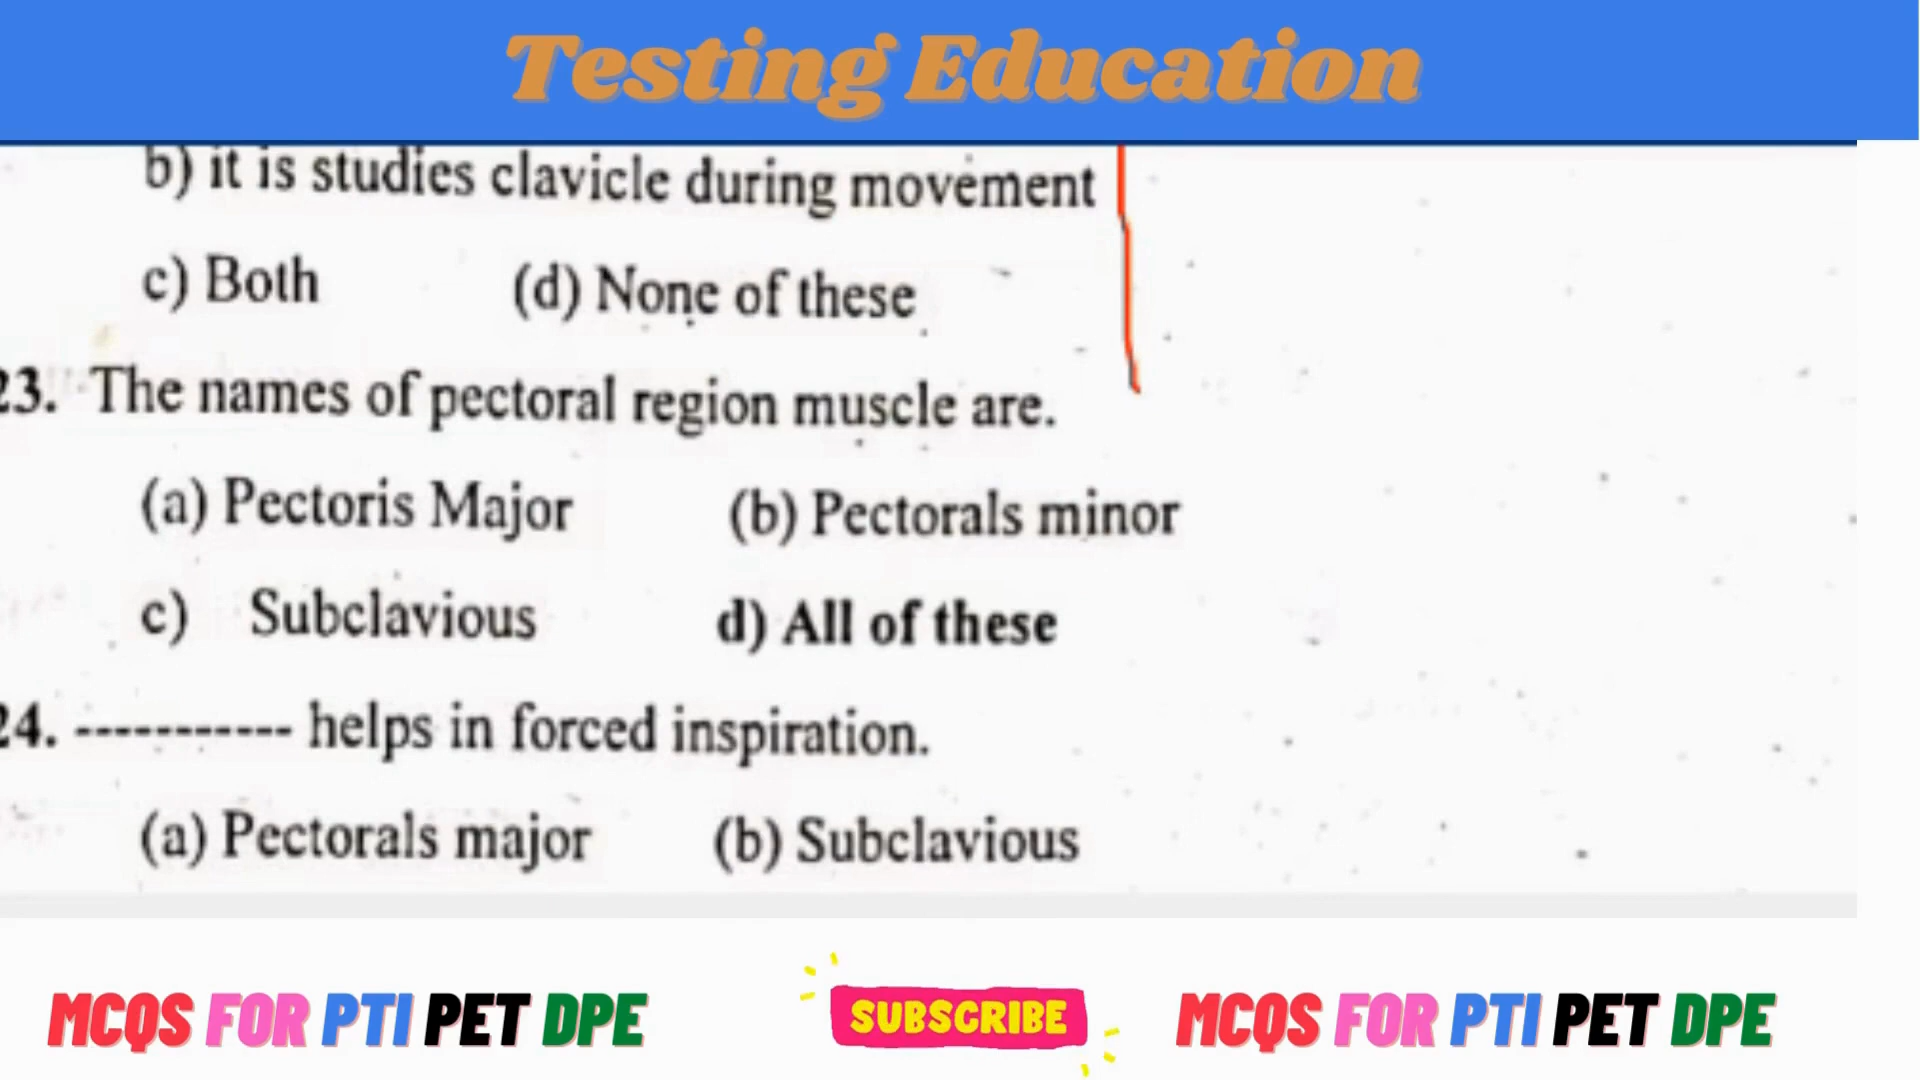 Testing Education
b) it is studies clavicle during movement
c) Both (d) None of these
23. The names of pectoral region muscle are.
(a) Pectoris Major (b) Pectorals minor
c) Subclavious d) All of these
24. ----------- helps in forced inspiration.
(a) Pectorals major (b) Subclavious
MCQS FOR PTI PET DPE SUBSCRIBE MCQS FOR PTI PET DPE